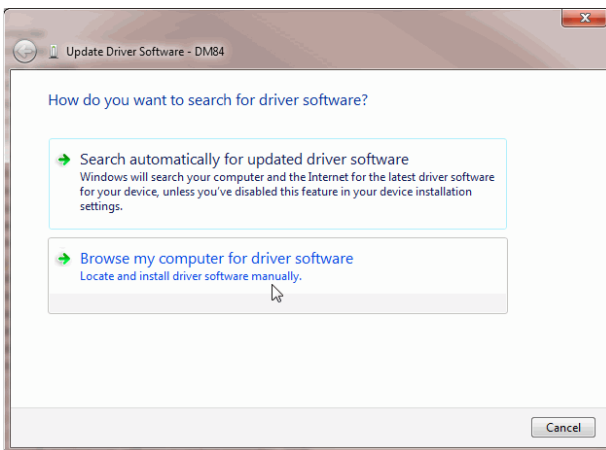 Update Driver Software - DM84
How do you want to search for driver software?
Search automatically for updated driver software
Windows will search your computer and the Internet for the latest driver software
for your device, unless you've disabled this feature in your device installation
settings.
Browse my computer for driver software
Locate and install driver software manually.
Cancel